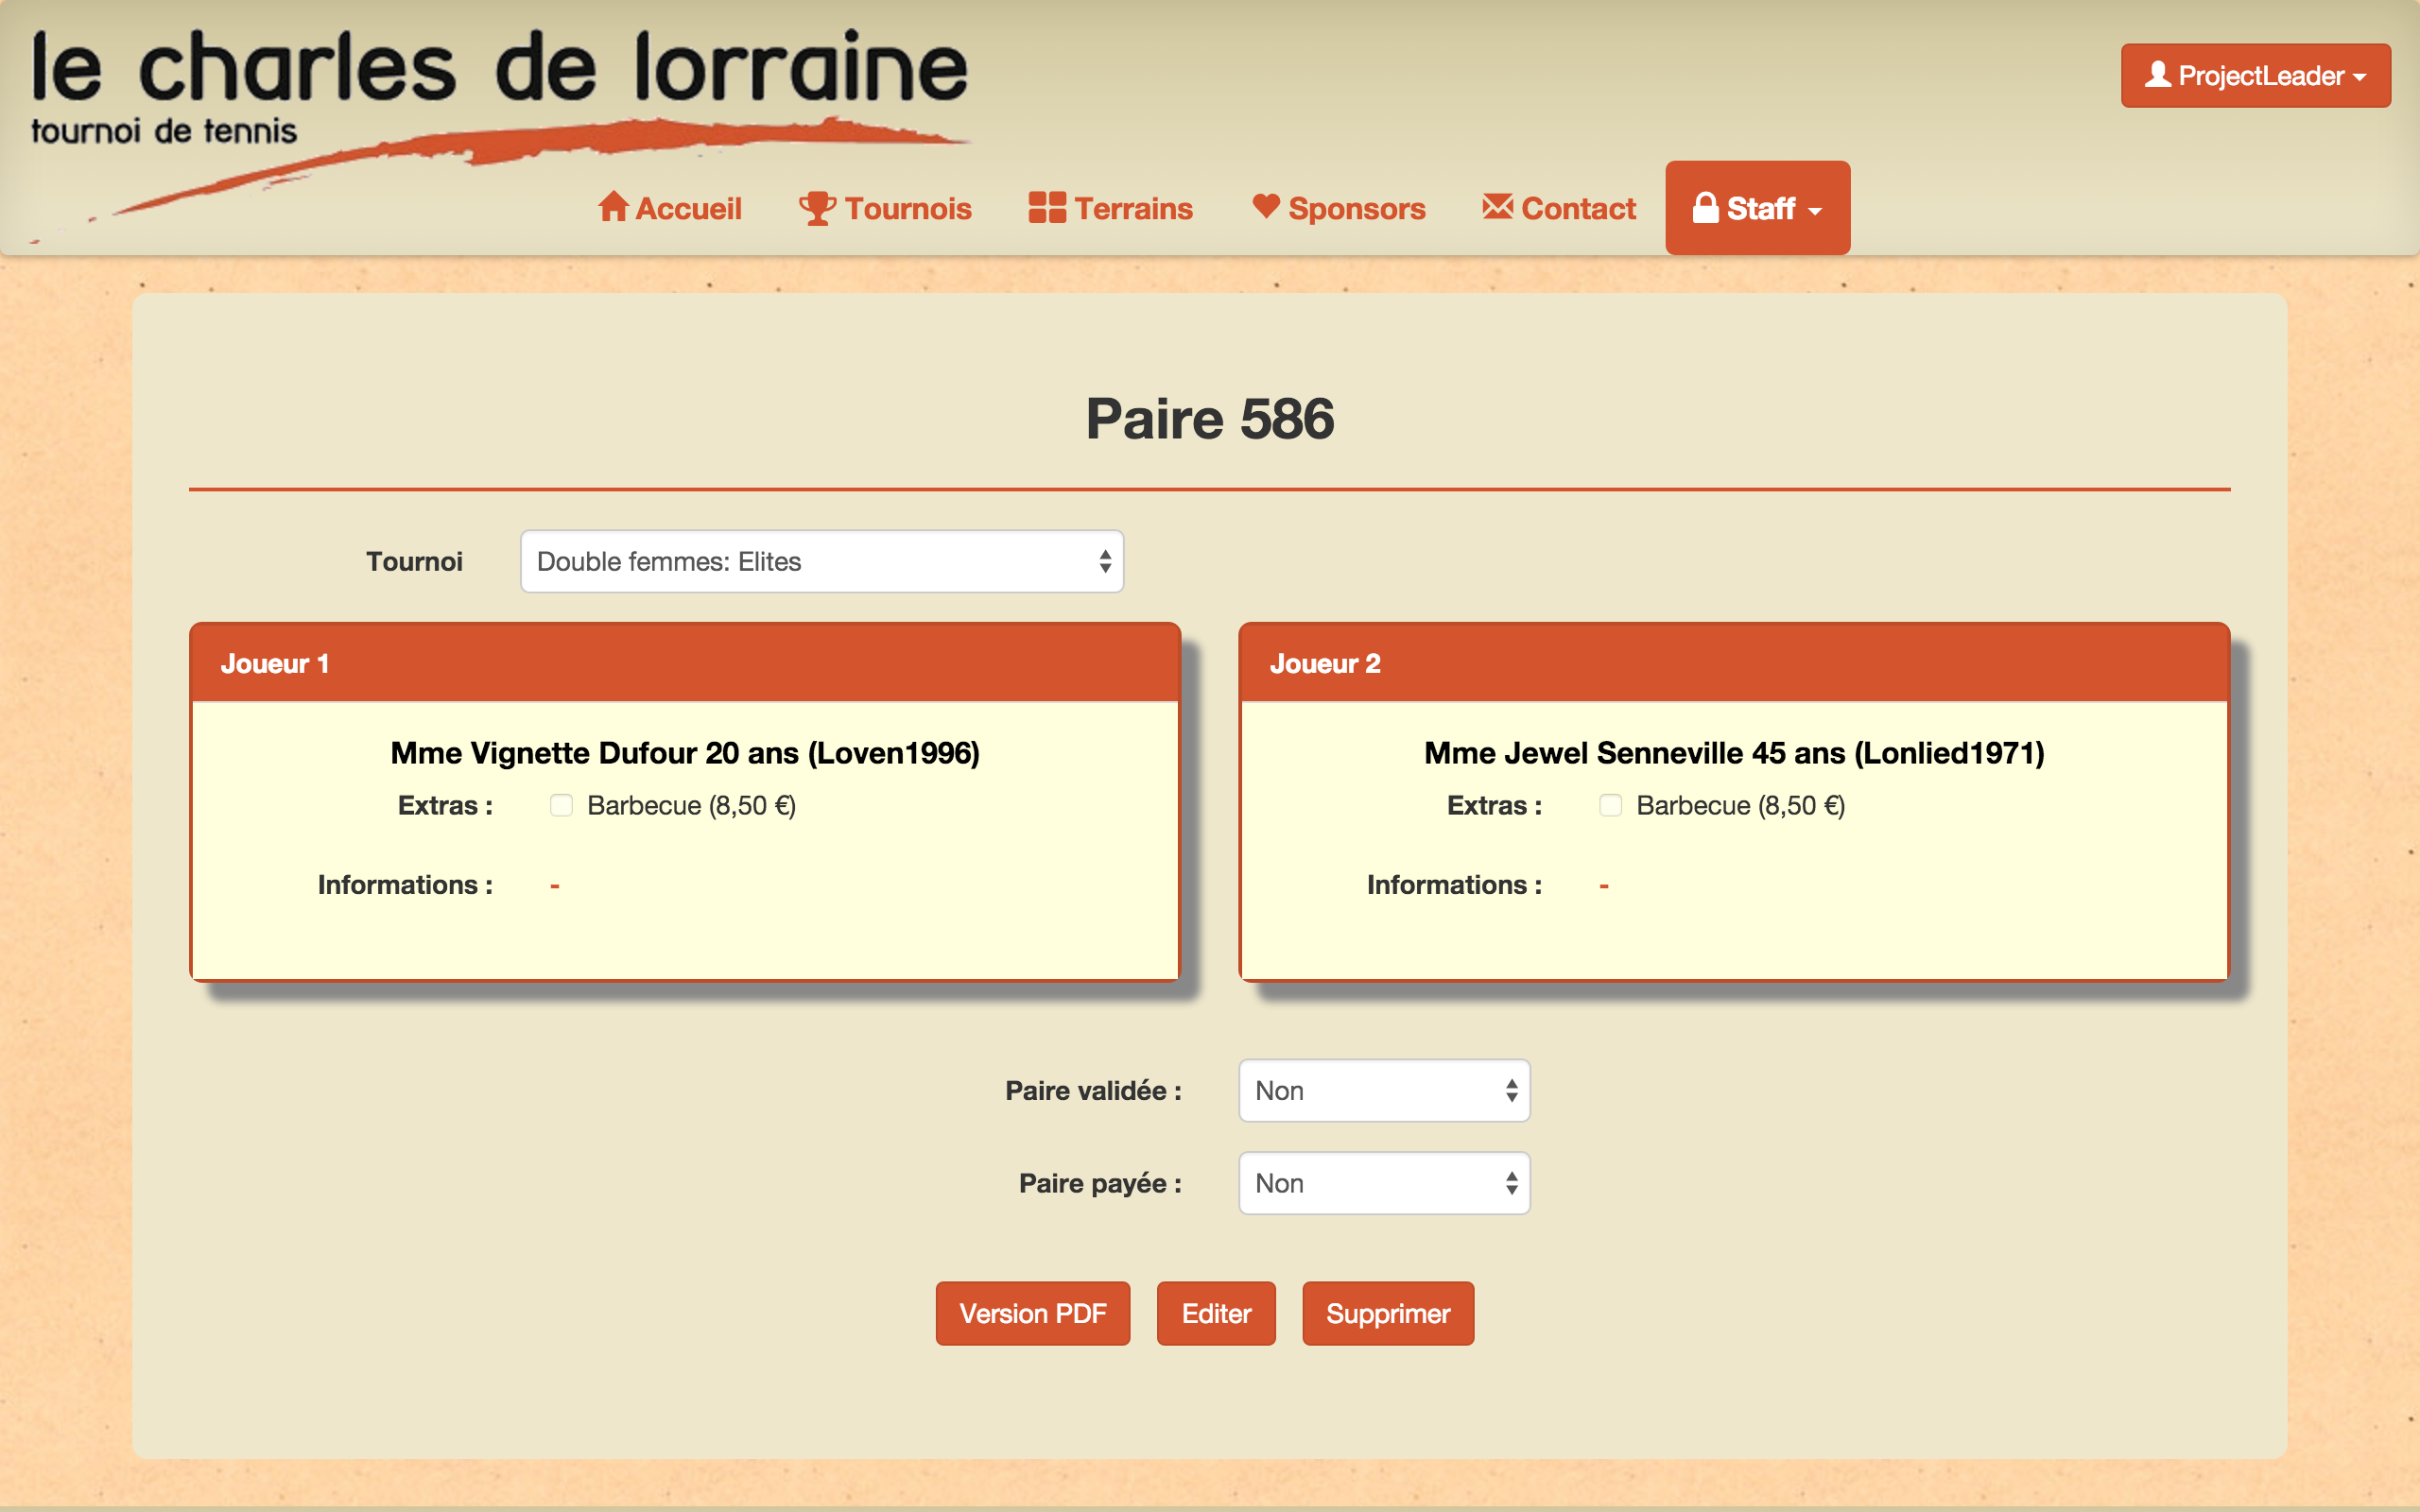 le charles de lorraine
tournoi de tennis
ProjectLeader
Accueil Tournois Terrains Sponsors Contact Staff
Paire 586
Tournoi Double femmes: Elites
Joueur 1
Mme Vignette Dufour 20 ans (Loven1996)
Extras : Barbecue (8,50 €)
Informations : -
Joueur 2
Mme Jewel Senneville 45 ans (Lonlied1971)
Extras : Barbecue (8,50 €)
Informations : -
Paire validée : Non
Paire payée : Non
Version PDF Editer Supprimer